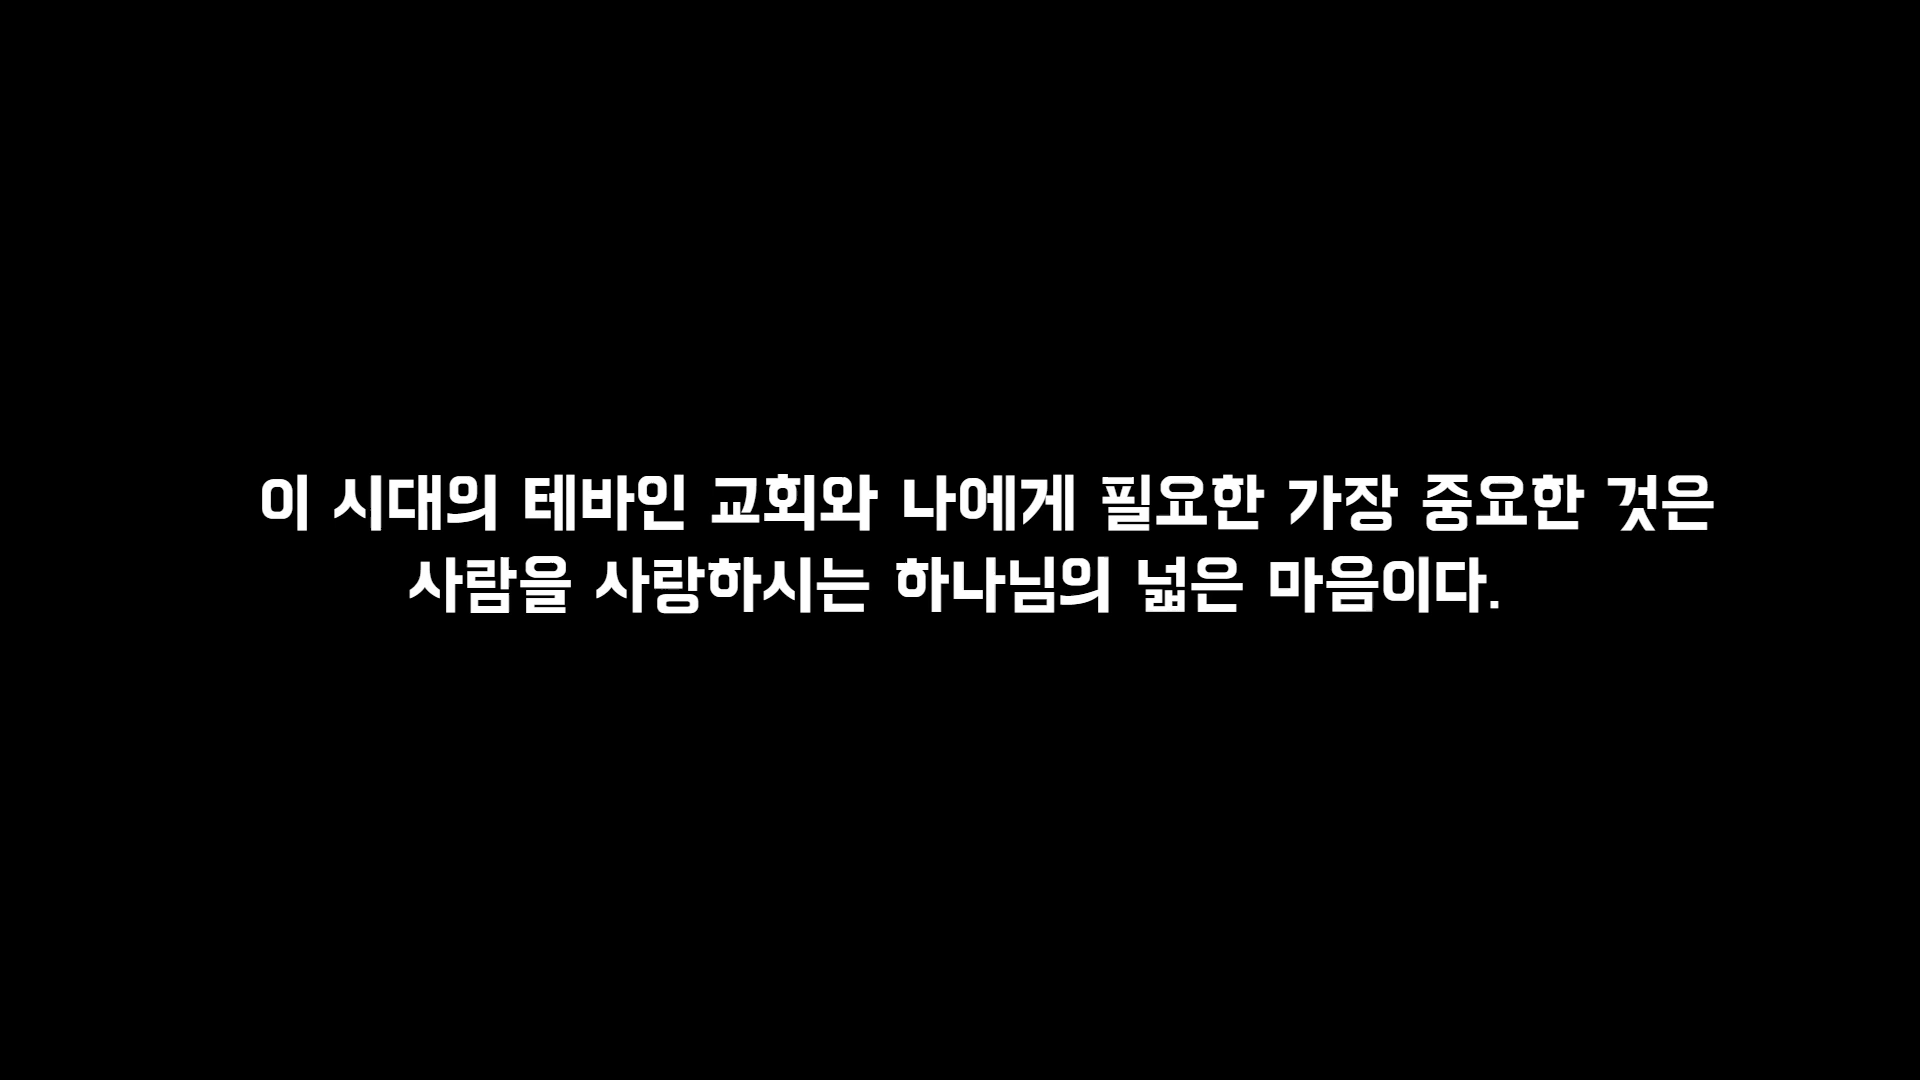 이 시대의 테바인 교회와 나에게 필요한 가장 중요한 것은
사람을 사랑하시는 하나님의 넓은 마음이다.